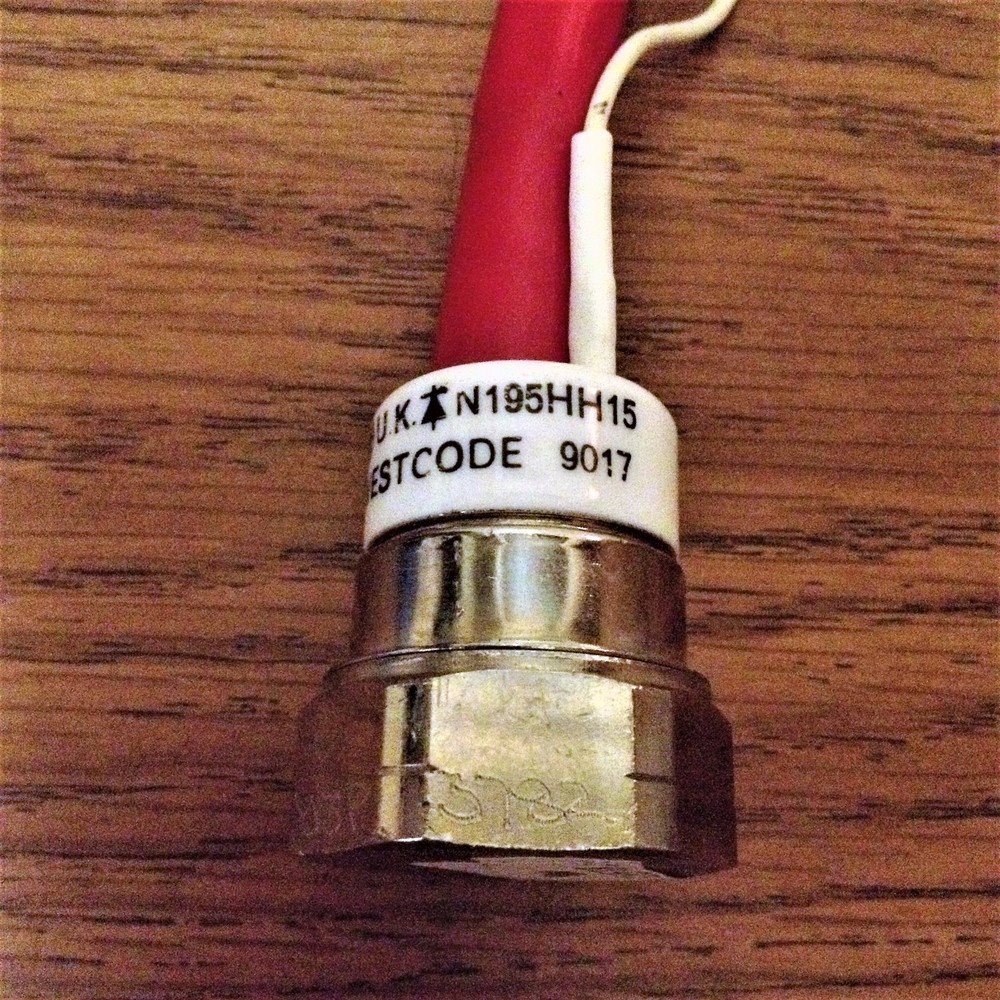 U.K. N195HH15
ESTCODE 9017